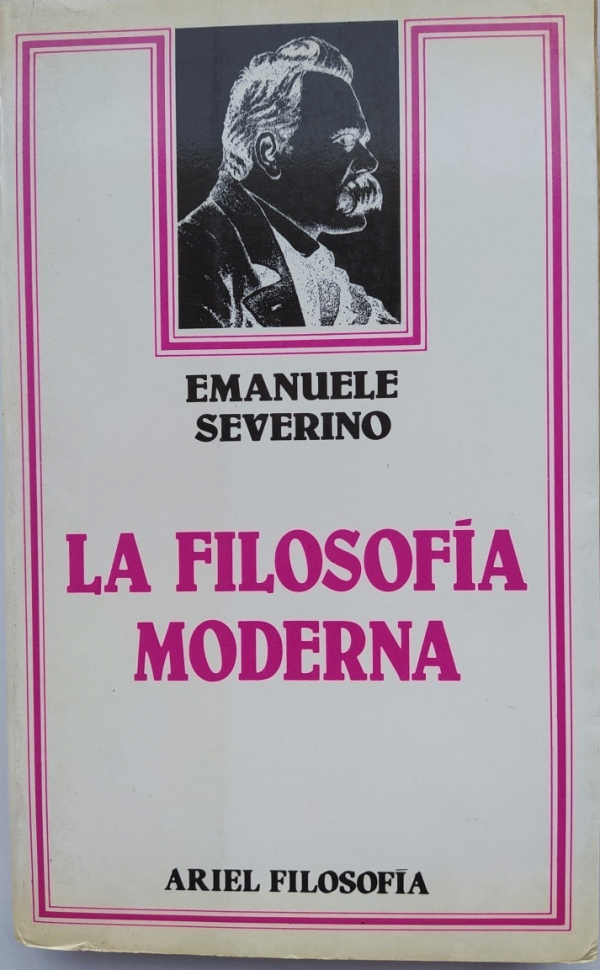 EMANUELE
SEVERINO
LA FILOSOFÍA
MODERNA
ARIEL FILOSOFÍA